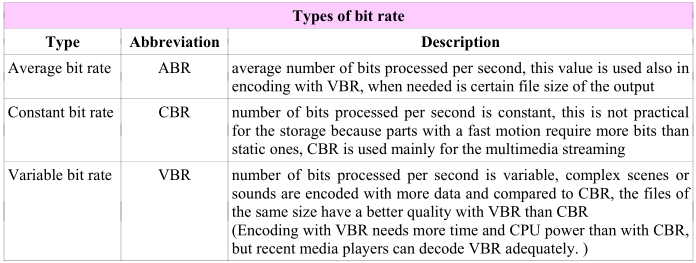 Types of bit rate
Type Abbreviation Description
Average bit rate ABR average number of bits processed per second, this value is used also in
encoding with VBR, when needed is certain file size of the output
Constant bit rate CBR number of bits processed per second is constant, this is not practical
for the storage because parts with a fast motion require more bits than
static ones, CBR is used mainly for the multimedia streaming
Variable bit rate VBR number of bits processed per second is variable, complex scenes or
sounds are encoded with more data and compared to CBR, the files of
the same size have a better quality with VBR than CBR
(Encoding with VBR needs more time and CPU power than with CBR,
but recent media players can decode VBR adequately. )